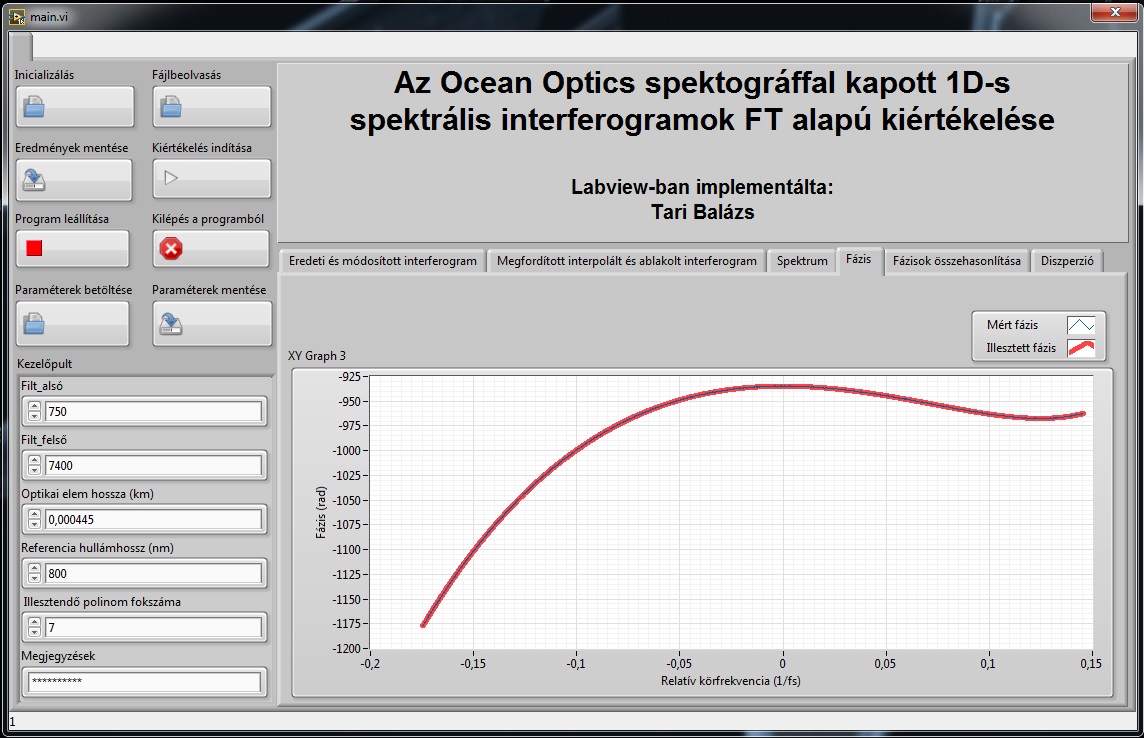 main.vi
Inicializálás
Fájlbeolvasás
Eredmények mentése
Kiértékelés indítása
Program leállítása
Kilépés a programból
Paraméterek betöltése
Paraméterek mentése
Kezelőpult
Filt_alsó
750
Filt_felső
7400
Optikai elem hossza (km)
0,000445
Referencia hullámhossz (nm)
800
Illesztendő polinom fokszáma
7
Megjegyzések
**********
1
Az Ocean Optics spektográffal kapott 1D-s
spektrális interferogramok FT alapú kiértékelése
Labview-ban implementálta:
Tari Balázs
Eredeti és módosított interferogram
Megfordított interpolált és ablakolt interferogram
Spektrum
Fázis
Fázisok összehasonlítása
Diszperzió
Mért fázis
Illesztett fázis
XY Graph 3
Fázis (rad)
-925
-950
-975
-1000
-1025
-1050
-1075
-1100
-1125
-1150
-1175
-1200
-0,2
-0,15
-0,1
-0,05
0
0,05
0,1
0,15
Relatív körfrekvencia (1/fs)